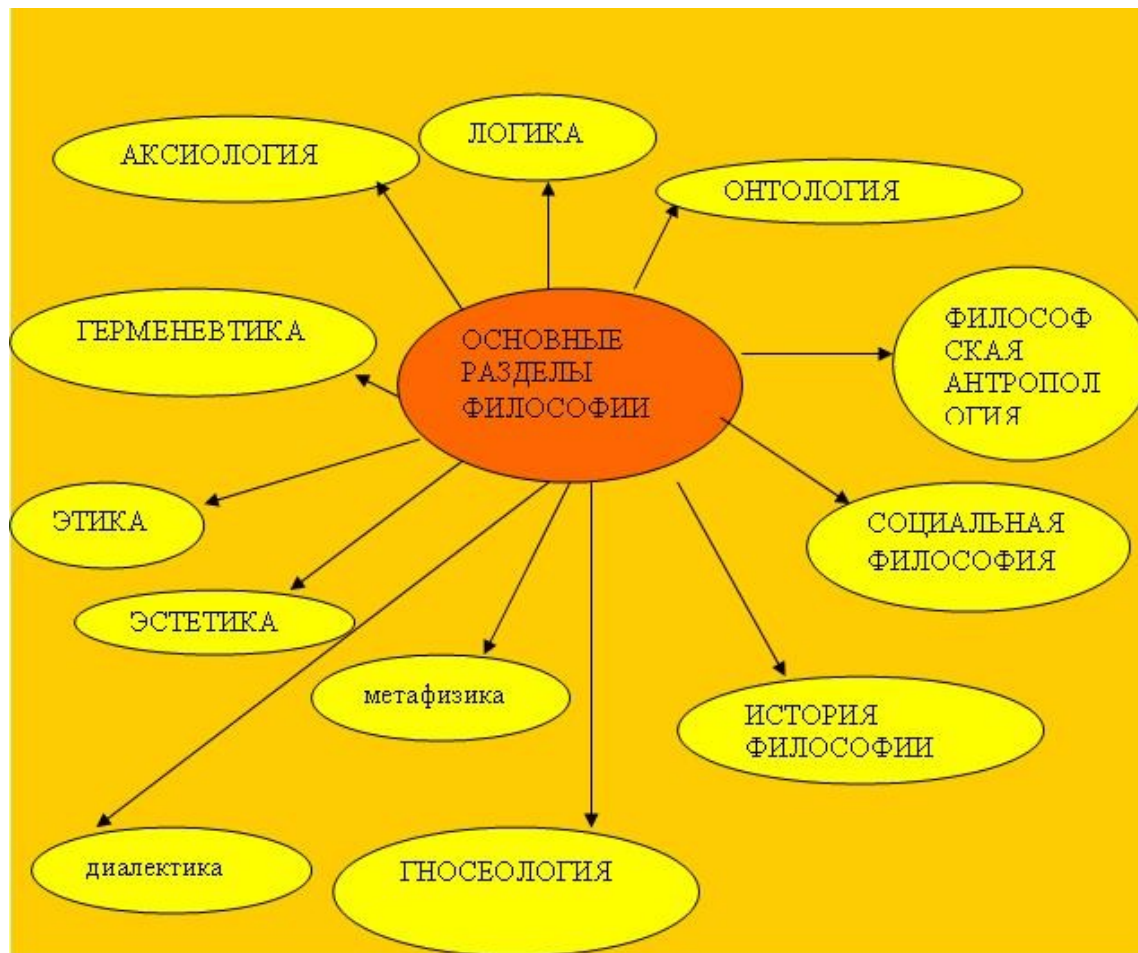 ЛОГИКА
АКСИОЛОГИЯ
ОНТОЛОГИЯ
ГЕРМЕНЕВТИКА
ОСНОВНЫЕ
РАЗДЕЛЫ
ФИЛОСОФИИ
ФИЛОСОФ
СКАЯ
АНТРОПОЛ
ОГИЯ
ЭТИКА
СОЦИАЛЬНАЯ
ФИЛОСОФИЯ
ЭСТЕТИКА
метафизика
ИСТОРИЯ
ФИЛОСОФИИ
диалектика
ГНОСЕОЛОГИЯ